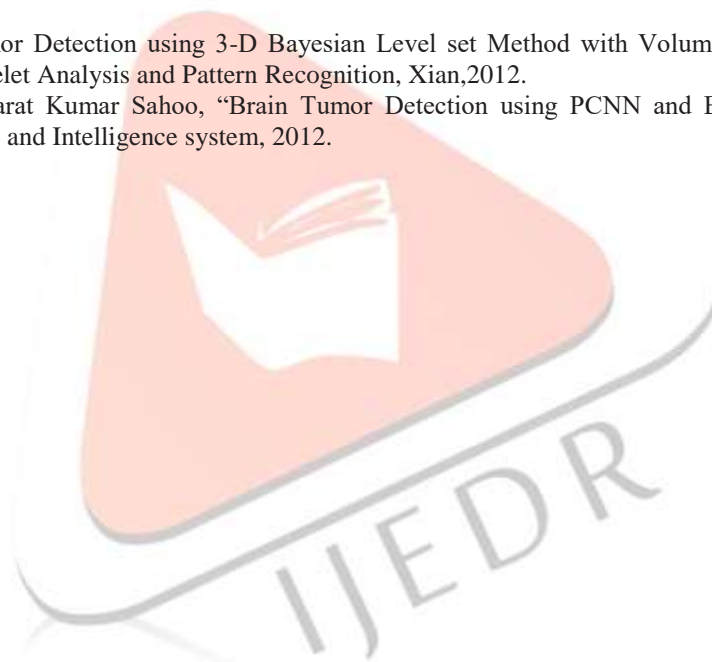 or Detection using 3-D Bayesian Level set Method with Volum
elet Analysis and Pattern Recognition, Xian,2012.
arat Kumar Sahoo, “Brain Tumor Detection using PCNN and E
and Intelligence system, 2012.
IJEDR